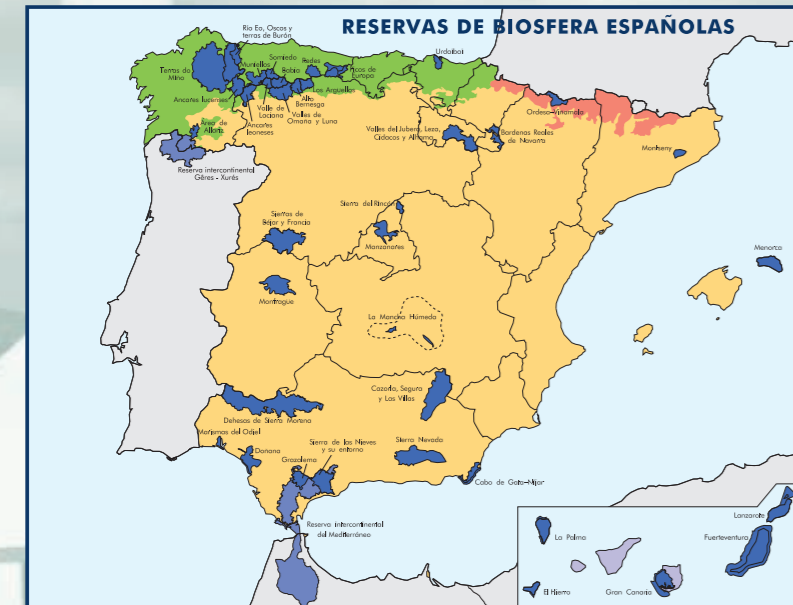 RESERVAS DE BIOSFERA ESPAÑOLAS
Río Eo, Oscos y
terras de Burón
Terras do
Miño
Muniellos
Somiedo
Babia
Redes
Picos de
Europa
Urdaibai
Ancares lucenses
Los Argüellos
Alto
Bernesga
Valle de
Laciana
Valles de
Omaña y Luna
Ancares
leoneses
Área de
Allariz
Reserva intercontinental
Gêres - Xurés
Valles del Jubera, Leza,
Cidacos y Alhama
Bardenas Reales
de Navarra
Ordesa-Viñamala
Montseny
Menorca
Sierra del Rincón
Sierras de
Béjar y Francia
Manzanares
Monfragüe
La Mancha Húmeda
Cazorla, Segura
y Las Villas
Dehesas de Sierra Morena
Marismas del Odiel
Doñana
Grazalema
Sierra de las Nieves
y su entorno
Sierra Nevada
Cabo de Gata-Níjar
Reserva intercontinental
del Mediterráneo
La Palma
El Hierro
Gran Canaria
Fuerteventura
Lanzarote